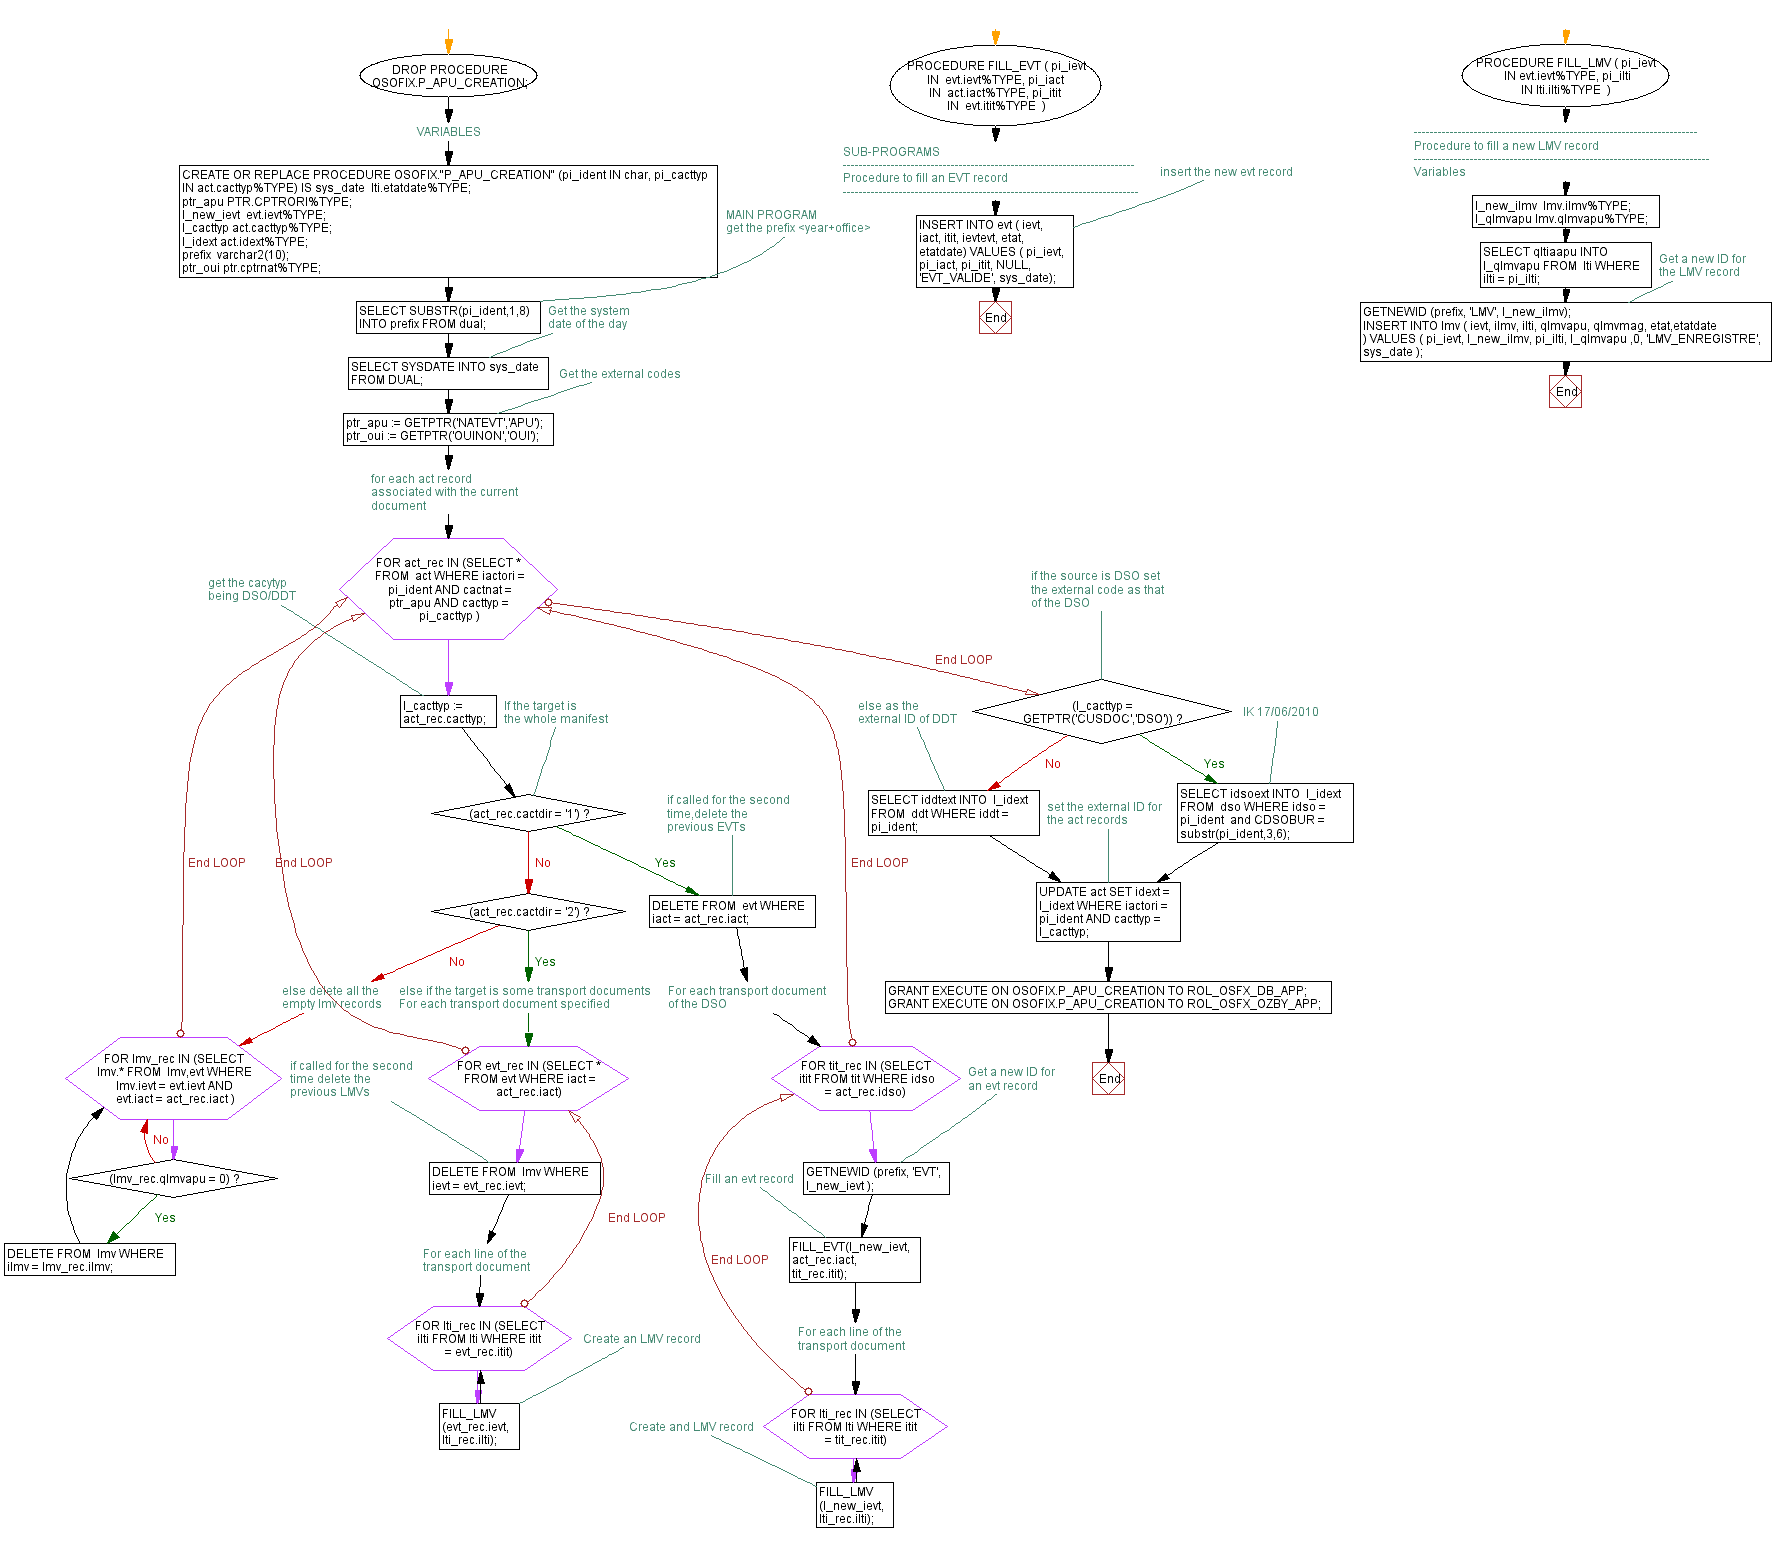 DROP PROCEDURE
OSOFIX.P_APU_CREATION;
VARIABLES
CREATE OR REPLACE PROCEDURE OSOFIX."P_APU_CREATION" (pi_ident IN char, pi_cacttyp
IN act.cacttyp%TYPE) IS sys_date  lti.etatdate%TYPE;
ptr_apu PTR.CPTRORI%TYPE;
l_new_ievt  evt.ievt%TYPE;
l_cacttyp act.cacttyp%TYPE;
l_idext act.idext%TYPE;
prefix varchar2(10);
ptr_oui ptr.cptrnat%TYPE;
MAIN PROGRAM
get the prefix <year+office>
SELECT SUBSTR(pi_ident,1,8)
INTO prefix FROM dual;
Get the system
date of the day
SELECT SYSDATE INTO sys_date
FROM DUAL;
Get the external codes
ptr_apu := GETPTR('NATEVT','APU');
ptr_oui := GETPTR('OUINON','OUI');
for each act record
associated with the current
document
FOR act_rec IN (SELECT *
FROM  act WHERE iactori =
pi_ident AND cactnat =
ptr_apu AND cacttyp =
pi_cacttyp )
get the cacytyp
being DSO/DDT
l_cacttyp :=
act_rec.cacttyp;
If the target is
the whole manifest
(act_rec.cactdir = '1') ?
No
Yes
(act_rec.cactdir = '2') ?
No
Yes
if called for the second
time,delete the
previous EVTs
DELETE FROM  evt WHERE
iact = act_rec.iact;
End LOOP
End LOOP
End LOOP
else delete all the
empty lmv records
else if the target is some transport documents
For each transport document specified
For each transport document
of the DSO
FOR lmv_rec IN (SELECT
lmv.* FROM  lmv,evt WHERE
lmv.ievt = evt.ievt AND
evt.iact = act_rec.iact )
No
(lmv_rec.qlmvapu = 0) ?
Yes
DELETE FROM  lmv WHERE
ilmv = lmv_rec.ilmv;
if called for the second
time delete the
previous LMVs
FOR evt_rec IN (SELECT *
FROM evt WHERE iact =
act_rec.iact)
DELETE FROM  lmv WHERE
ievt = evt_rec.ievt;
End LOOP
For each line of the
transport document
FOR lti_rec IN (SELECT
ilti FROM lti WHERE itit
= evt_rec.itit)
Create an LMV record
FILL_LMV
(evt_rec.ievt,
lti_rec.ilti);
FOR tit_rec IN (SELECT
itit FROM tit WHERE idso
= act_rec.idso)
Get a new ID for
an evt record
GETNEWID (prefix, 'EVT',
l_new_ievt );
Fill an evt record
FILL_EVT(l_new_ievt,
act_rec.iact,
tit_rec.itit);
End LOOP
For each line of the
transport document
FOR lti_rec IN (SELECT
ilti FROM lti WHERE itit
= tit_rec.itit)
Create and LMV record
FILL_LMV
(l_new_ievt,
lti_rec.ilti);
End LOOP
if the source is DSO set
the external code as that
of the DSO
(l_cacttyp =
GETPTR('CUSDOC','DSO')) ?
else as the
external ID of DDT
IK 17/06/2010
No
Yes
SELECT iddtext INTO  l_idext
FROM  ddt WHERE iddt =
pi_ident;
SELECT idsoext INTO  l_idext
FROM  dso WHERE idso =
pi_ident  and CDSOBUR =
substr(pi_ident,3,6);
set the external ID for
the act records
UPDATE act SET idext =
l_idext WHERE iactori =
pi_ident AND cacttyp =
l_cacttyp;
GRANT EXECUTE ON OSOFIX.P_APU_CREATION TO ROL_OSFX_DB_APP;
GRANT EXECUTE ON OSOFIX.P_APU_CREATION TO ROL_OSFX_OZBY_APP;
End
PROCEDURE FILL_EVT ( pi_ievt
IN  evt.ievt%TYPE, pi_iact
IN  act.iact%TYPE, pi_itit
IN  evt.itit%TYPE  )
SUB-PROGRAMS
Procedure to fill an EVT record
insert the new evt record
INSERT INTO evt ( ievt,
iact, itit, ievtevt, etat,
etatdate) VALUES ( pi_ievt,
pi_iact, pi_itit, NULL,
'EVT_VALIDE', sys_date);
End
PROCEDURE FILL_LMV ( pi_ievt
IN evt.ievt%TYPE, pi_ilti
IN lti.ilti%TYPE  )
Procedure to fill a new LMV record
Variables
l_new_ilmv  lmv.ilmv%TYPE;
l_qlmvapu lmv.qlmvapu%TYPE;
SELECT qltiaapu INTO
l_qlmvapu FROM  lti WHERE
ilti = pi_ilti;
Get a new ID for
the LMV record
GETNEWID (prefix, 'LMV', l_new_ilmv);
INSERT INTO lmv ( ievt, ilmv, ilti, qlmvapu, qlmvmag, etat,etatdate
) VALUES ( pi_ievt, l_new_ilmv, pi_ilti, l_qlmvapu ,0, 'LMV_ENREGISTRE',
sys_date );
End